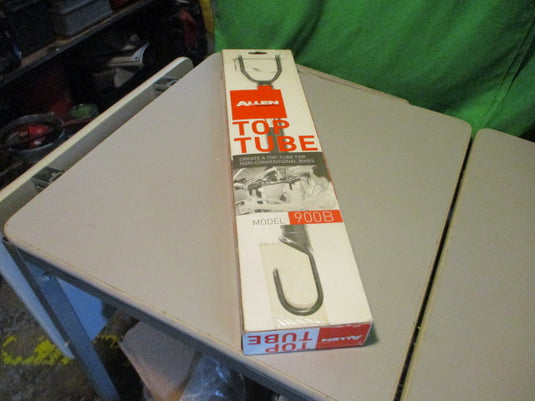 ALLEN
TOP
TUBE
CREATE A TOP-TUBE FOR
NON-CONVENTIONAL BIKES
MODEL 900B
TOP
TUBE
ALLEN